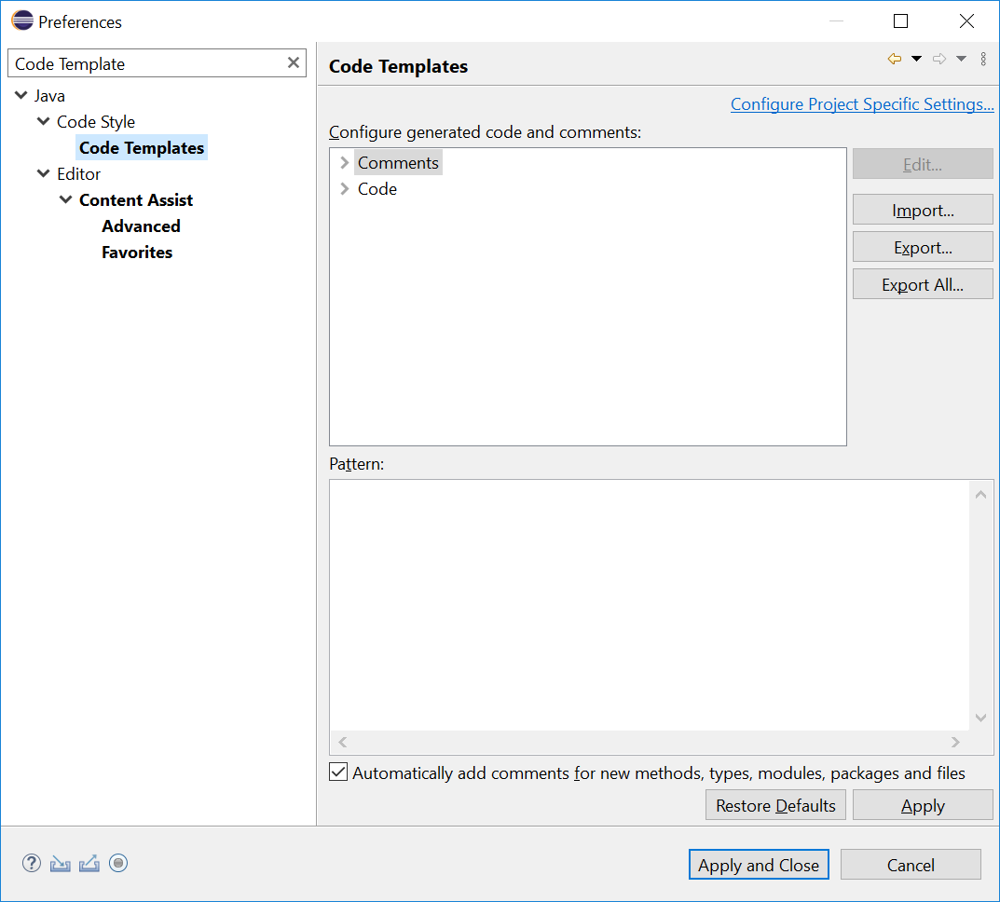 Preferences
Code Template
Java
Code Style
Code Templates
Editor
Content Assist
Advanced
Favorites
Code Templates
Configure Project Specific Settings...
Configure generated code and comments:
Comments
Code
Edit...
Import...
Export...
Export All...
Pattern:
Automatically add comments for new methods, types, modules, packages and files
Restore Defaults
Apply
Apply and Close
Cancel